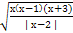 √(x(x−1)(x+3) / |x−2|)